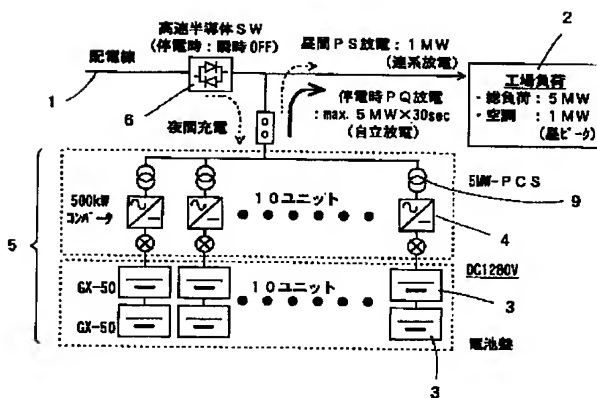 高速半導体SW
(停電時：瞬時OFF)
配電線
1
6
昼間PS放電：1MW
(連系放電)
2
工場負荷
・総負荷：5MW
・空調：1MW
(昼ピーク)
停電時PQ放電
:max. 5MW×30sec
(自立放電)
夜間充電
5
500kW
コンバータ
10ユニット
5MW-PCS
9
4
DC1280V
GX-50
10ユニット
3
GX-50
電池盤
3